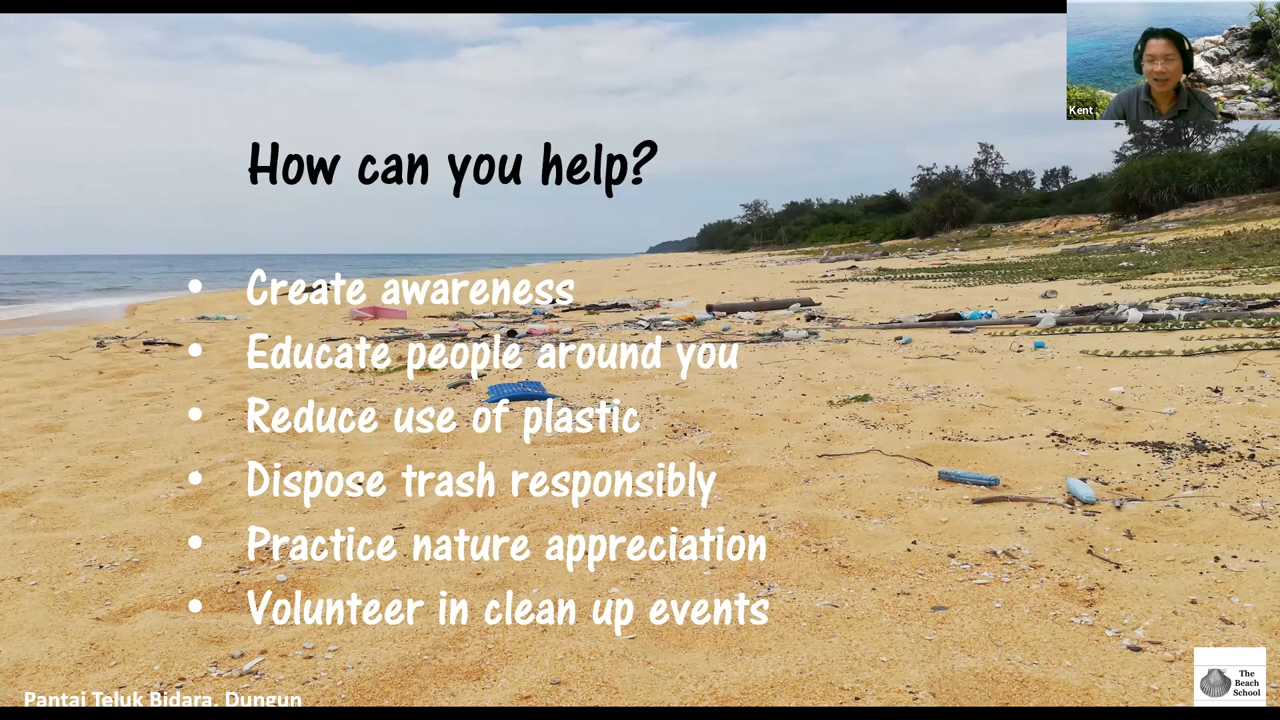 Kent
How can you help?
• Create awareness
• Educate people around you
• Reduce use of plastic
• Dispose trash responsibly
• Practice nature appreciation
• Volunteer in clean up events
Pantai Teluk Bidara, Dungun
The
Beach
School